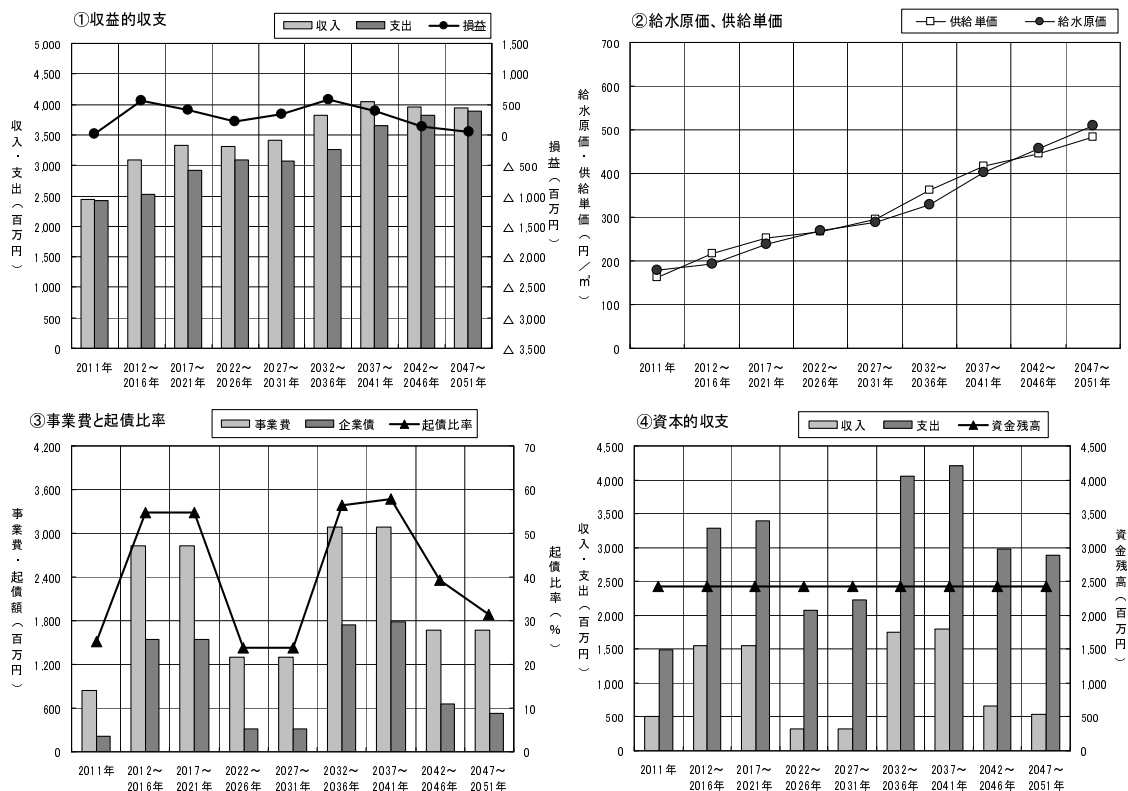 ①収益的収支
収入 支出 損益
5,000
4,500
4,000
3,500
3,000
2,500
2,000
1,500
1,000
500
0
収入・支出(百万円)
1,500
1,000
500
0
△ 500
△ 1,000
△ 1,500
△ 2,000
△ 2,500
△ 3,000
△ 3,500
損益(百万円)
2011年 2012～ 2017～ 2022～ 2027～ 2032～ 2037～ 2042～ 2047～
2016年 2021年 2026年 2031年 2036年 2041年 2046年 2051年
②給水原価、供給単価
供給単価 給水原価
700
600
500
400
300
200
100
0
給水原価・供給単価(円/㎥)
2011年 2012～ 2017～ 2022～ 2027～ 2032～ 2037～ 2042～ 2047～
2016年 2021年 2026年 2031年 2036年 2041年 2046年 2051年
③事業費と起債比率
事業費 企業債 起債比率
4,200
3,600
3,000
2,400
1,800
1,200
600
0
事業費・起債額(百万円)
70
60
50
40
30
20
10
0
起債比率(%)
2011年 2012～ 2017～ 2022～ 2027～ 2032～ 2037～ 2042～ 2047～
2016年 2021年 2026年 2031年 2036年 2041年 2046年 2051年
④資本的収支
収入 支出 資金残高
4,500
4,000
3,500
3,000
2,500
2,000
1,500
1,000
500
0
収入・支出(百万円)
4,500
4,000
3,500
3,000
2,500
2,000
1,500
1,000
500
0
資金残高(百万円)
2011年 2012～ 2017～ 2022～ 2027～ 2032～ 2037～ 2042～ 2047～
2016年 2021年 2026年 2031年 2036年 2041年 2046年 2051年